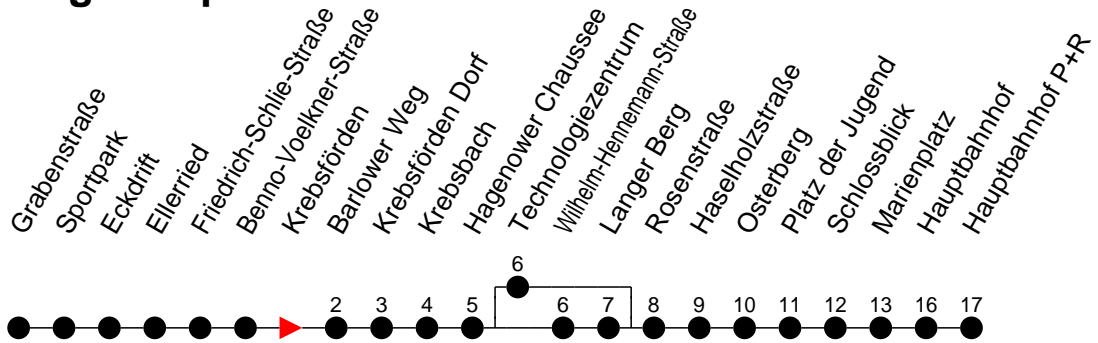 Grabenstraße
Sportpark
Eckdrift
Ellerried
Friedrich-Schlie-Straße
Benno-Voelkner-Straße
Krebsförden
Barlower Weg
Krebsförden Dorf
Krebsbach
Hagenower Chaussee
Technologiezentrum
Wilhelm-Hennemann-Straße
Langer Berg
Rosenstraße
Haselholzstraße
Osterberg
Platz der Jugend
Schlossblick
Marienplatz
Hauptbahnhof
Hauptbahnhof P+R
6
2 3 4 5 6 7 8 9 10 11 12 13 16 17